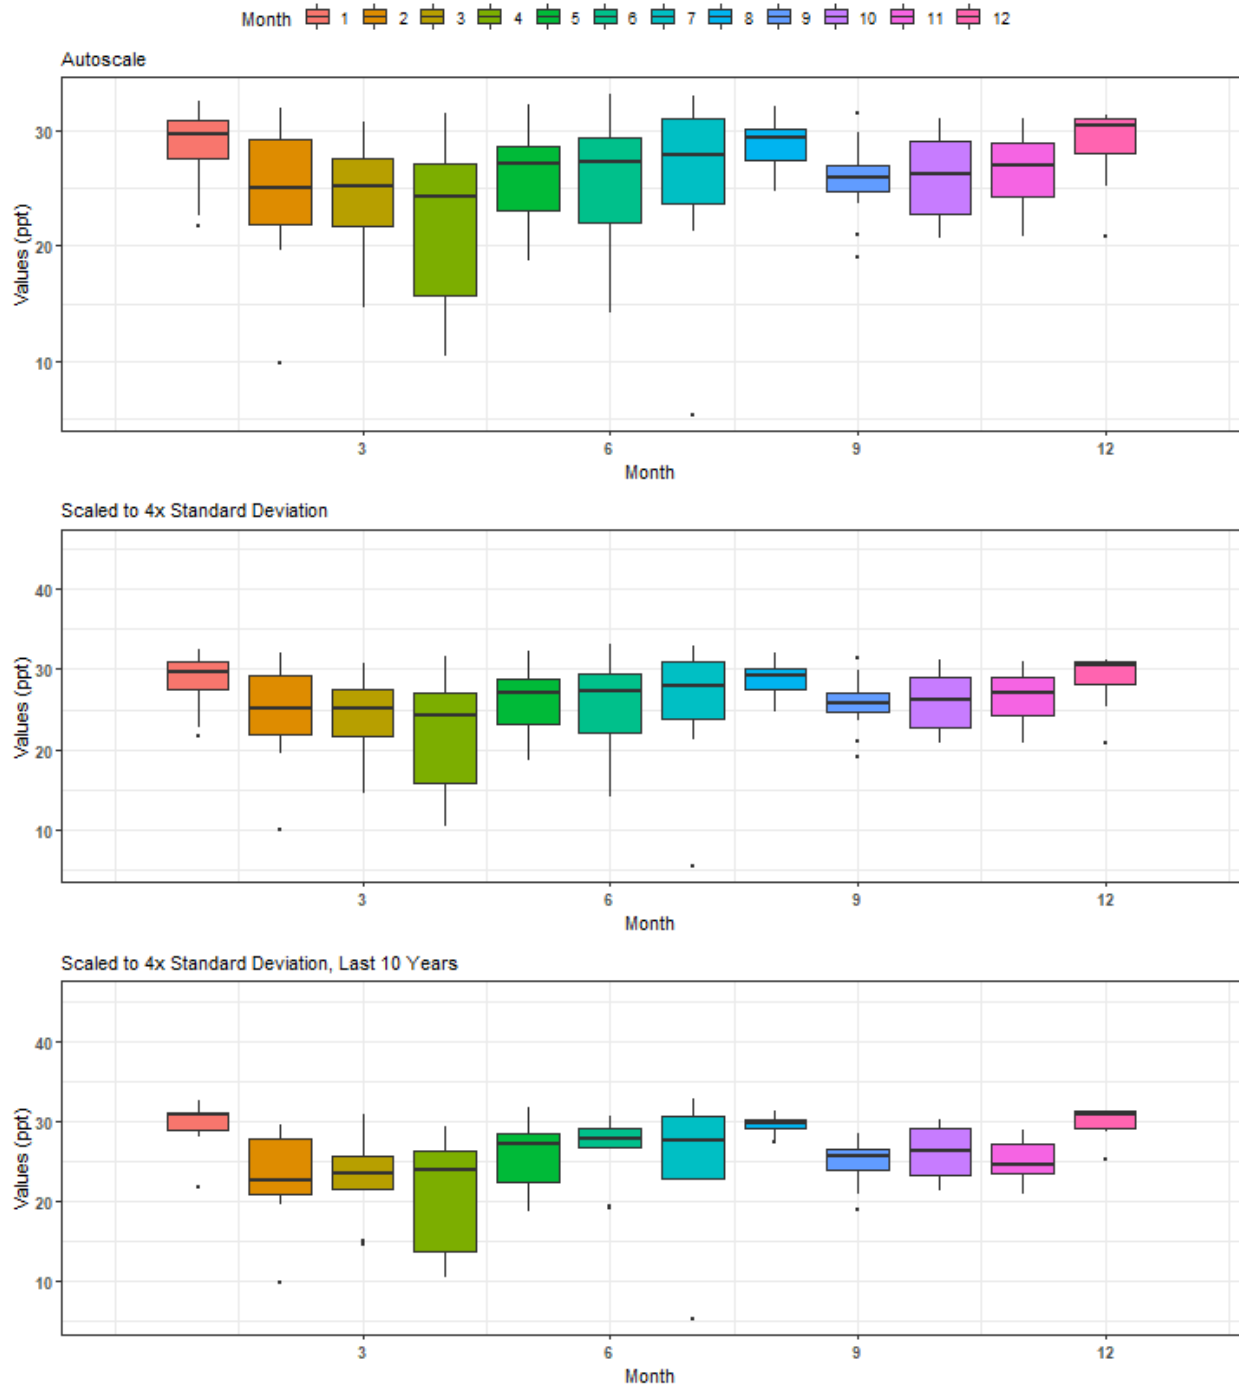 Month 1 2 3 4 5 6 7 8 9 10 11 12
Autoscale
Values (ppt)
30
20
10
3 6 9 12
Month
Scaled to 4x Standard Deviation
Values (ppt)
40
30
20
10
3 6 9 12
Month
Scaled to 4x Standard Deviation, Last 10 Years
Values (ppt)
40
30
20
10
3 6 9 12
Month